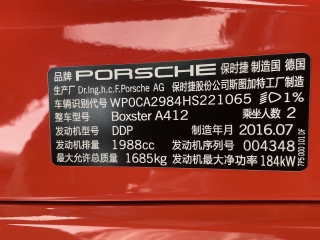 品牌 PORSCHE 保时捷 制造国 德国
生产厂 Dr.Ing.h.c.F.Porsche AG 保时捷股份公司斯图加特工厂制造
车辆识别代号 WP0CA2984HS221065 1%
整车型号 Boxster A412 乘坐人数 2
发动机型号 DDP 制造年月 2016.07
发动机排量 1988cc 发动机序列号 004348
最大允许总质量 1685kg 发动机最大净功率 184kW